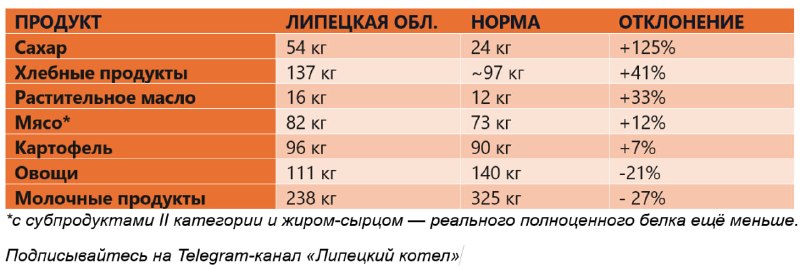 ПРОДУКТ ЛИПЕЦКАЯ ОБЛ. НОРМА ОТКЛОНЕНИЕ
Сахар 54 кг 24 кг +125%
Хлебные продукты 137 кг ~97 кг +41%
Растительное масло 16 кг 12 кг +33%
Мясо* 82 кг 73 кг +12%
Картофель 96 кг 90 кг +7%
Овощи 111 кг 140 кг -21%
Молочные продукты 238 кг 325 кг - 27%
*с субпродуктами II категории и жиром-сырцом — реального полноценного белка ещё меньше.
Подписывайтесь на Telegram-канал «Липецкий котел»